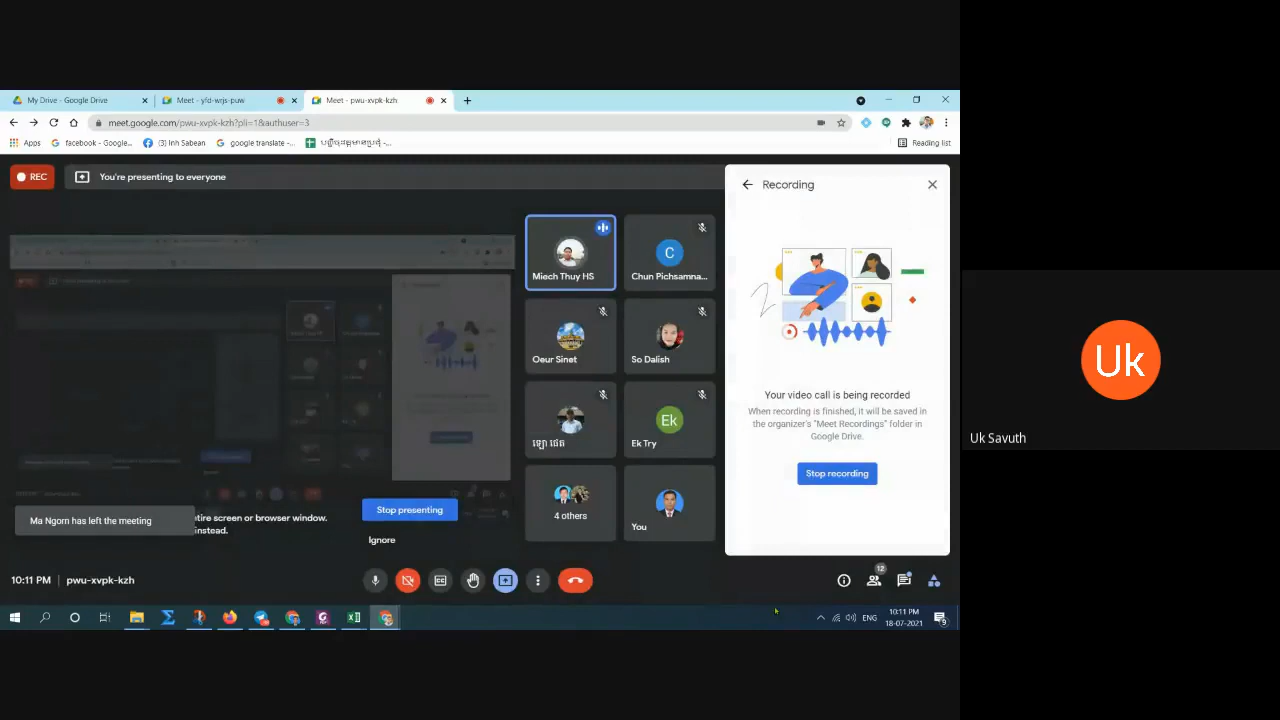 My Drive - Google Drive
Meet - yfd-wrjs-puw
Meet - pwu-xvpk-kzh
meet.google.com/pwu-xvpk-kzh?pli=1&authuser=3
Apps
facebook - Google...
(3) Inh Sabean
google translate -...
Reading list
REC
You're presenting to everyone
Recording
Miech Thuy HS
Chun Pichsamna...
Oeur Sinet
So Dalish
ឡោ ផេត
Ek
Ek Try
4 others
You
C
Your video call is being recorded
When recording is finished, it will be saved in
the organizer's "Meet Recordings" folder in
Google Drive.
Stop recording
Ma Ngorn has left the meeting
tire screen or browser window.
instead.
Stop presenting
Ignore
10:11 PM | pwu-xvpk-kzh
12
ENG
10:11 PM
18-07-2021
Uk
Uk Savuth